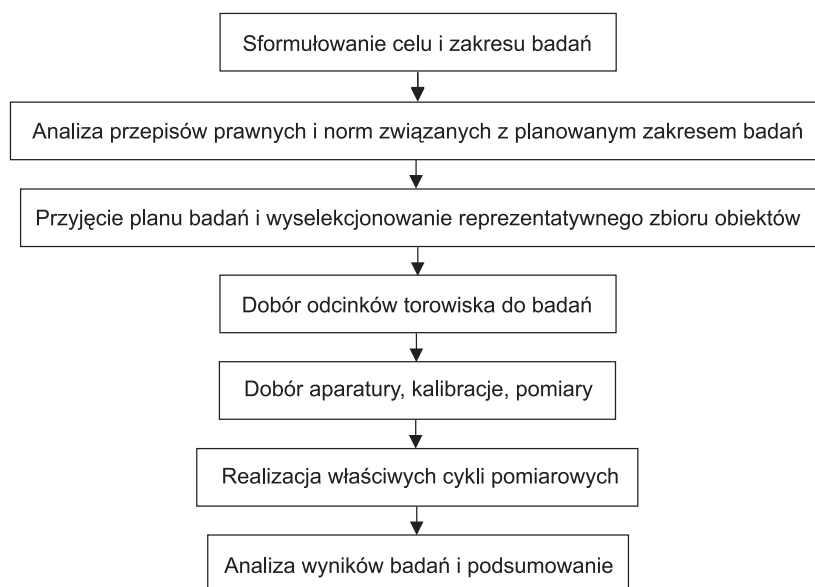 Sformułowanie celu i zakresu badań
Analiza przepisów prawnych i norm związanych z planowanym zakresem badań
Przyjęcie planu badań i wyselekcjonowanie reprezentatywnego zbioru obiektów
Dobór odcinków torowiska do badań
Dobór aparatury, kalibracje, pomiary
Realizacja właściwych cykli pomiarowych
Analiza wyników badań i podsumowanie